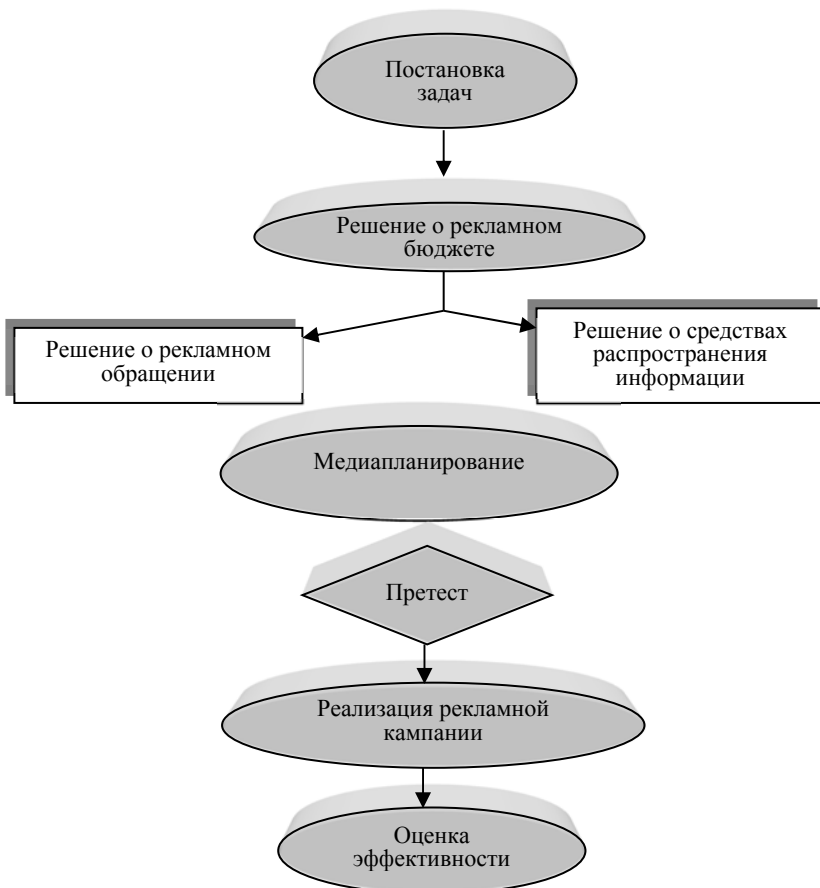 Постановка
задач
Решение о рекламном
бюджете
Решение о рекламном
обращении
Решение о средствах
распространения
информации
Медиапланирование
Претест
Реализация рекламной
кампании
Оценка
эффективности